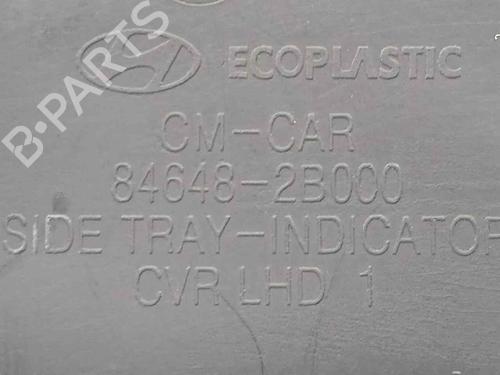 ECOPLASTIC
CM-CAR
84648-2B000
SIDE TRAY-INDICATOR
CVR LHD 1
B-PARTS